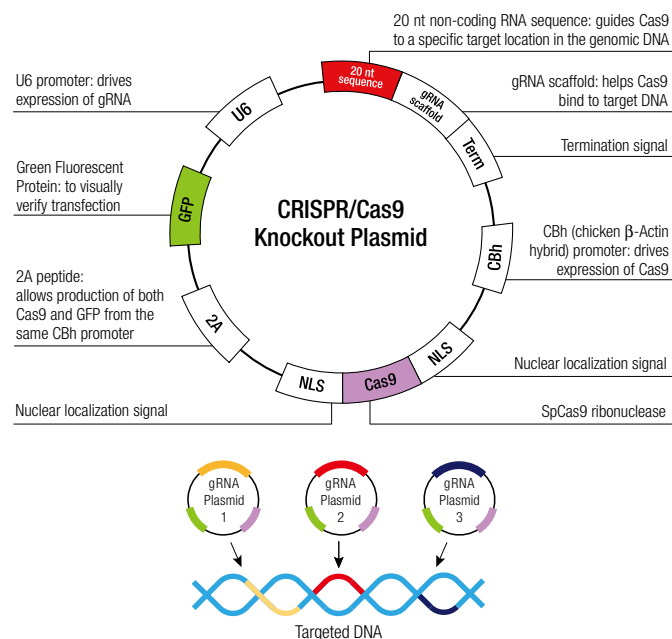 20 nt non-coding RNA sequence: guides Cas9
to a specific target location in the genomic DNA
U6 promoter: drives
expression of gRNA
gRNA scaffold: helps Cas9
bind to target DNA
Termination signal
Green Fluorescent
Protein: to visually
verify transfection
CBh (chicken β-Actin
hybrid) promoter: drives
expression of Cas9
2A peptide:
allows production of both
Cas9 and GFP from the
same CBh promoter
Nuclear localization signal
Nuclear localization signal
SpCas9 ribonuclease
20 nt
sequence
gRNA
scaffold
Term
CBh
NLS
Cas9
NLS
2A
GFP
U6
CRISPR/Cas9
Knockout Plasmid
gRNA
Plasmid
1
gRNA
Plasmid
2
gRNA
Plasmid
3
Targeted DNA